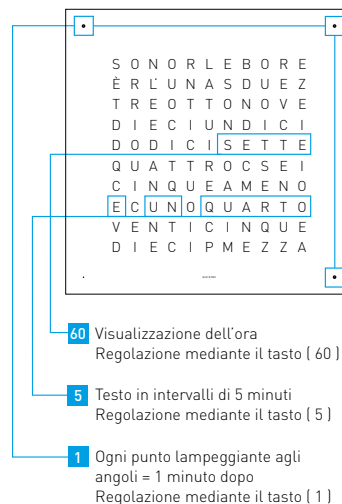 S O N O R L E B O R E
È R L' U N A S D U E Z
T R E O T T O N O V E
D I E C I U N D I C I
D O D I C I S E T T E
Q U A T T R O C S E I
C I N Q U E A M E N O
E C U N O Q U A R T O
V E N T I C I N Q U E
D I E C I P M E Z Z A
60 Visualizzazione dell'ora
Regolazione mediante il tasto ( 60 )
5 Testo in intervalli di 5 minuti
Regolazione mediante il tasto ( 5 )
1 Ogni punto lampeggiante agli
angoli = 1 minuto dopo
Regolazione mediante il tasto ( 1 )